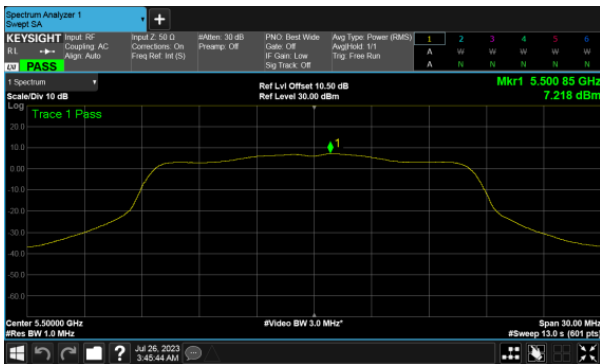 Spectrum Analyzer 1
Swept SA
+
KEYSIGHT
RL
Input: RF
Coupling: AC
Align: Auto
Input Z: 50 Ω
Corrections: On
Freq Ref: Int (S)
#Atten: 30 dB
Preamp: Off
PNO: Best Wide
Gate: Off
IF Gain: Low
Sig Track: Off
Avg Type: Power (RMS)
Avg|Hold: 1/1
Trig: Free Run
1 2 3 4 5 6
A W W W W W
A N N N N N
LXI PASS
1 Spectrum
Scale/Div 10 dB
Ref Lvl Offset 10.50 dB
Ref Level 30.00 dBm
Mkr1 5.500 85 GHz
7.218 dBm
Log
Trace 1 Pass
1
20.0
10.0
0.00
-10.0
-20.0
-30.0
-40.0
-50.0
-60.0
Center 5.50000 GHz
#Res BW 1.0 MHz
#Video BW 3.0 MHz*
Span 30.00 MHz
#Sweep 13.0 s (601 pts)
?
Jul 26, 2023
3:45:44 AM